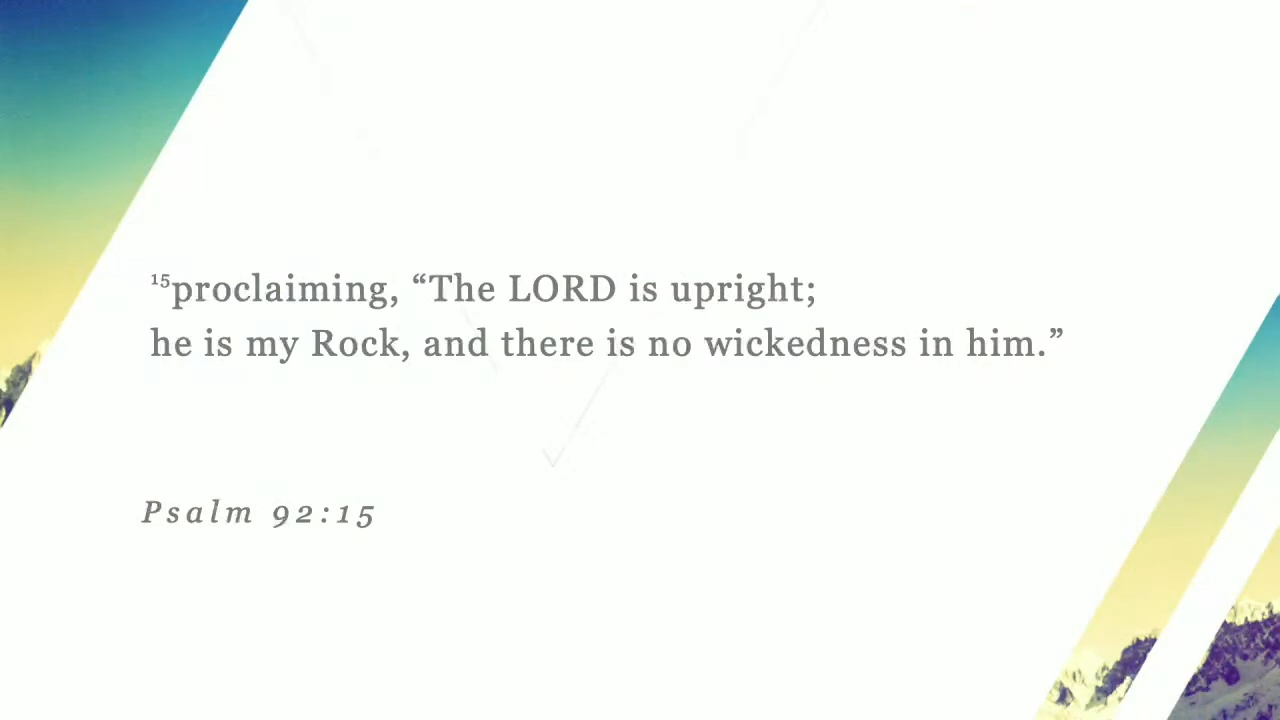 ¹⁵proclaiming, “The LORD is upright;
he is my Rock, and there is no wickedness in him.”
Psalm 92:15